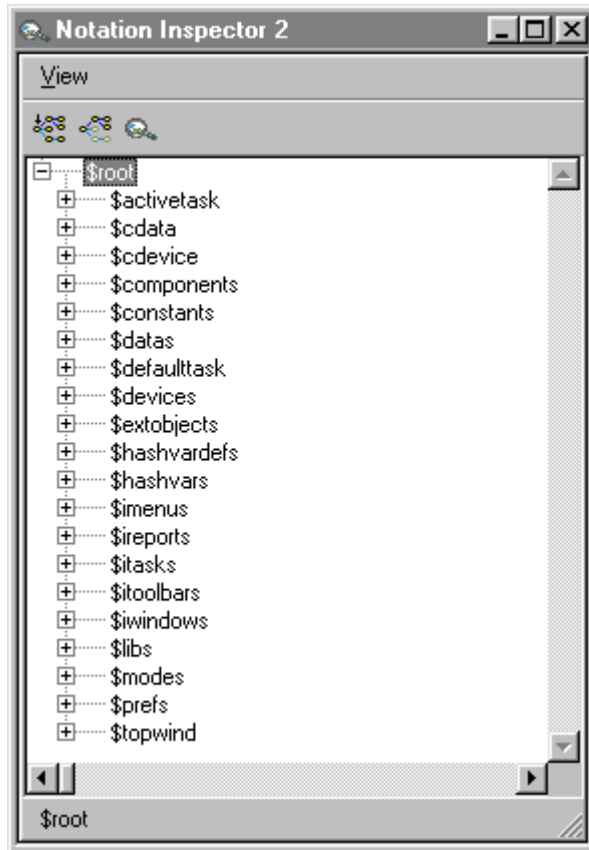 Notation Inspector 2
View
$root
$activetask
$cdata
$cdevice
$components
$constants
$datas
$defaulttask
$devices
$extobjects
$hashvardefs
$hashvars
$imenus
$ireports
$itasks
$itoolbars
$iwindows
$libs
$modes
$prefs
$topwind
$root